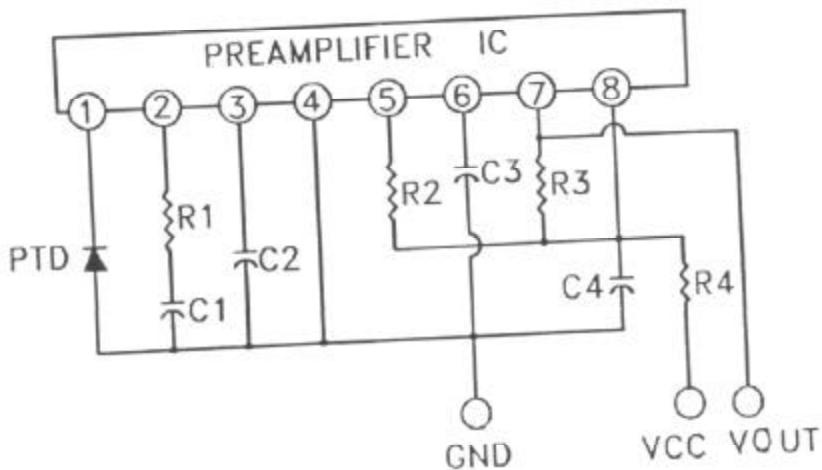 PREAMPLIFIER IC
1 2 3 4 5 6 7 8
R1
R2
C3
R3
PTD
C1
C2
C4
R4
GND
VCC
VOUT